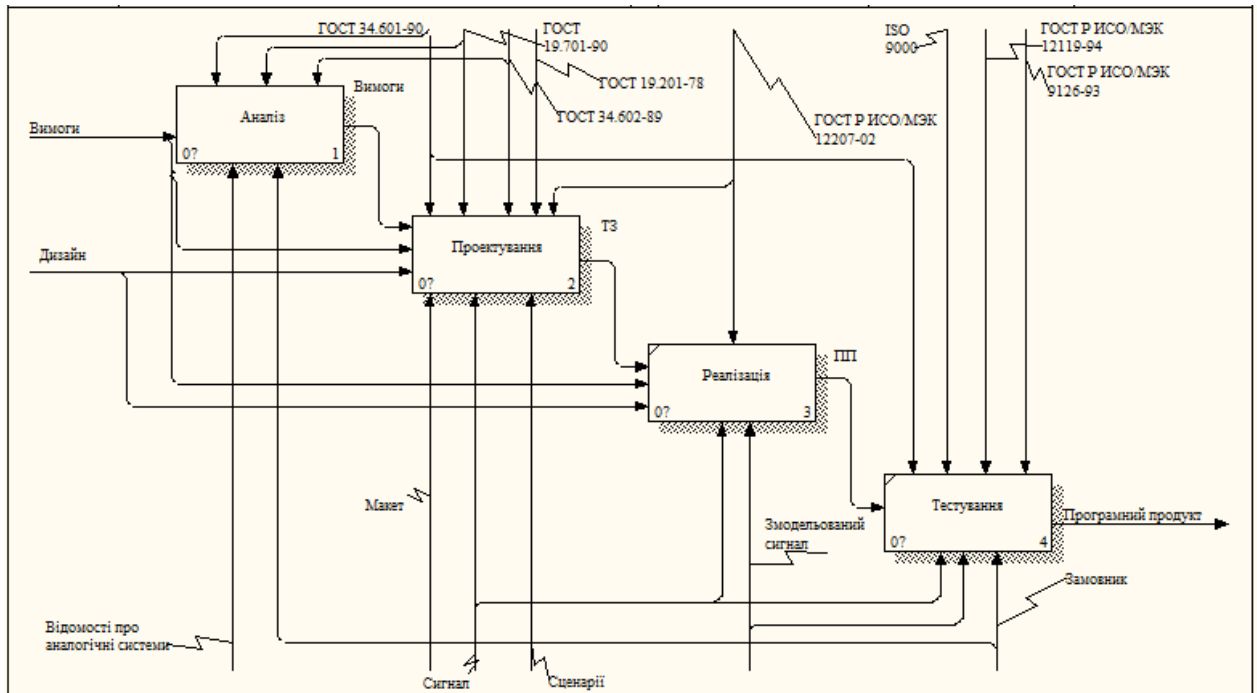 ГОСТ 34.601-90
ГОСТ
19.701-90
ISO
9000
ГОСТ Р ИСО/МЭК
12119-94
ГОСТ Р ИСО/МЭК
9126-93
ГОСТ 19.201-78
ГОСТ 34.602-89
ГОСТ Р ИСО/МЭК
12207-02
Вимоги
Аналіз
0? 1
Вимоги
Дизайн
Проектування
0? 2
ТЗ
Реалізація
0? 3
ПП
Тестування
0? 4
Програмний продукт
Макет
Змодельований
сигнал
Замовник
Відомості про
аналогічні системи
Сигнал
Сценарії